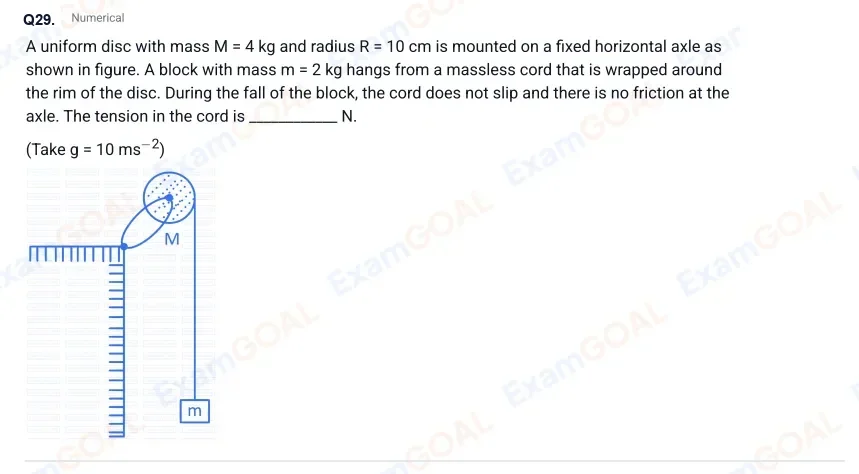 Q29. Numerical
A uniform disc with mass M = 4 kg and radius R = 10 cm is mounted on a fixed horizontal axle as
shown in figure. A block with mass m = 2 kg hangs from a massless cord that is wrapped around
the rim of the disc. During the fall of the block, the cord does not slip and there is no friction at the
axle. The tension in the cord is ____________ N.
(Take g = 10 ms⁻²)
M
m
ExamGOAL
ExamGOAL
ExamGOAL
ExamGOAL
ExamGOAL